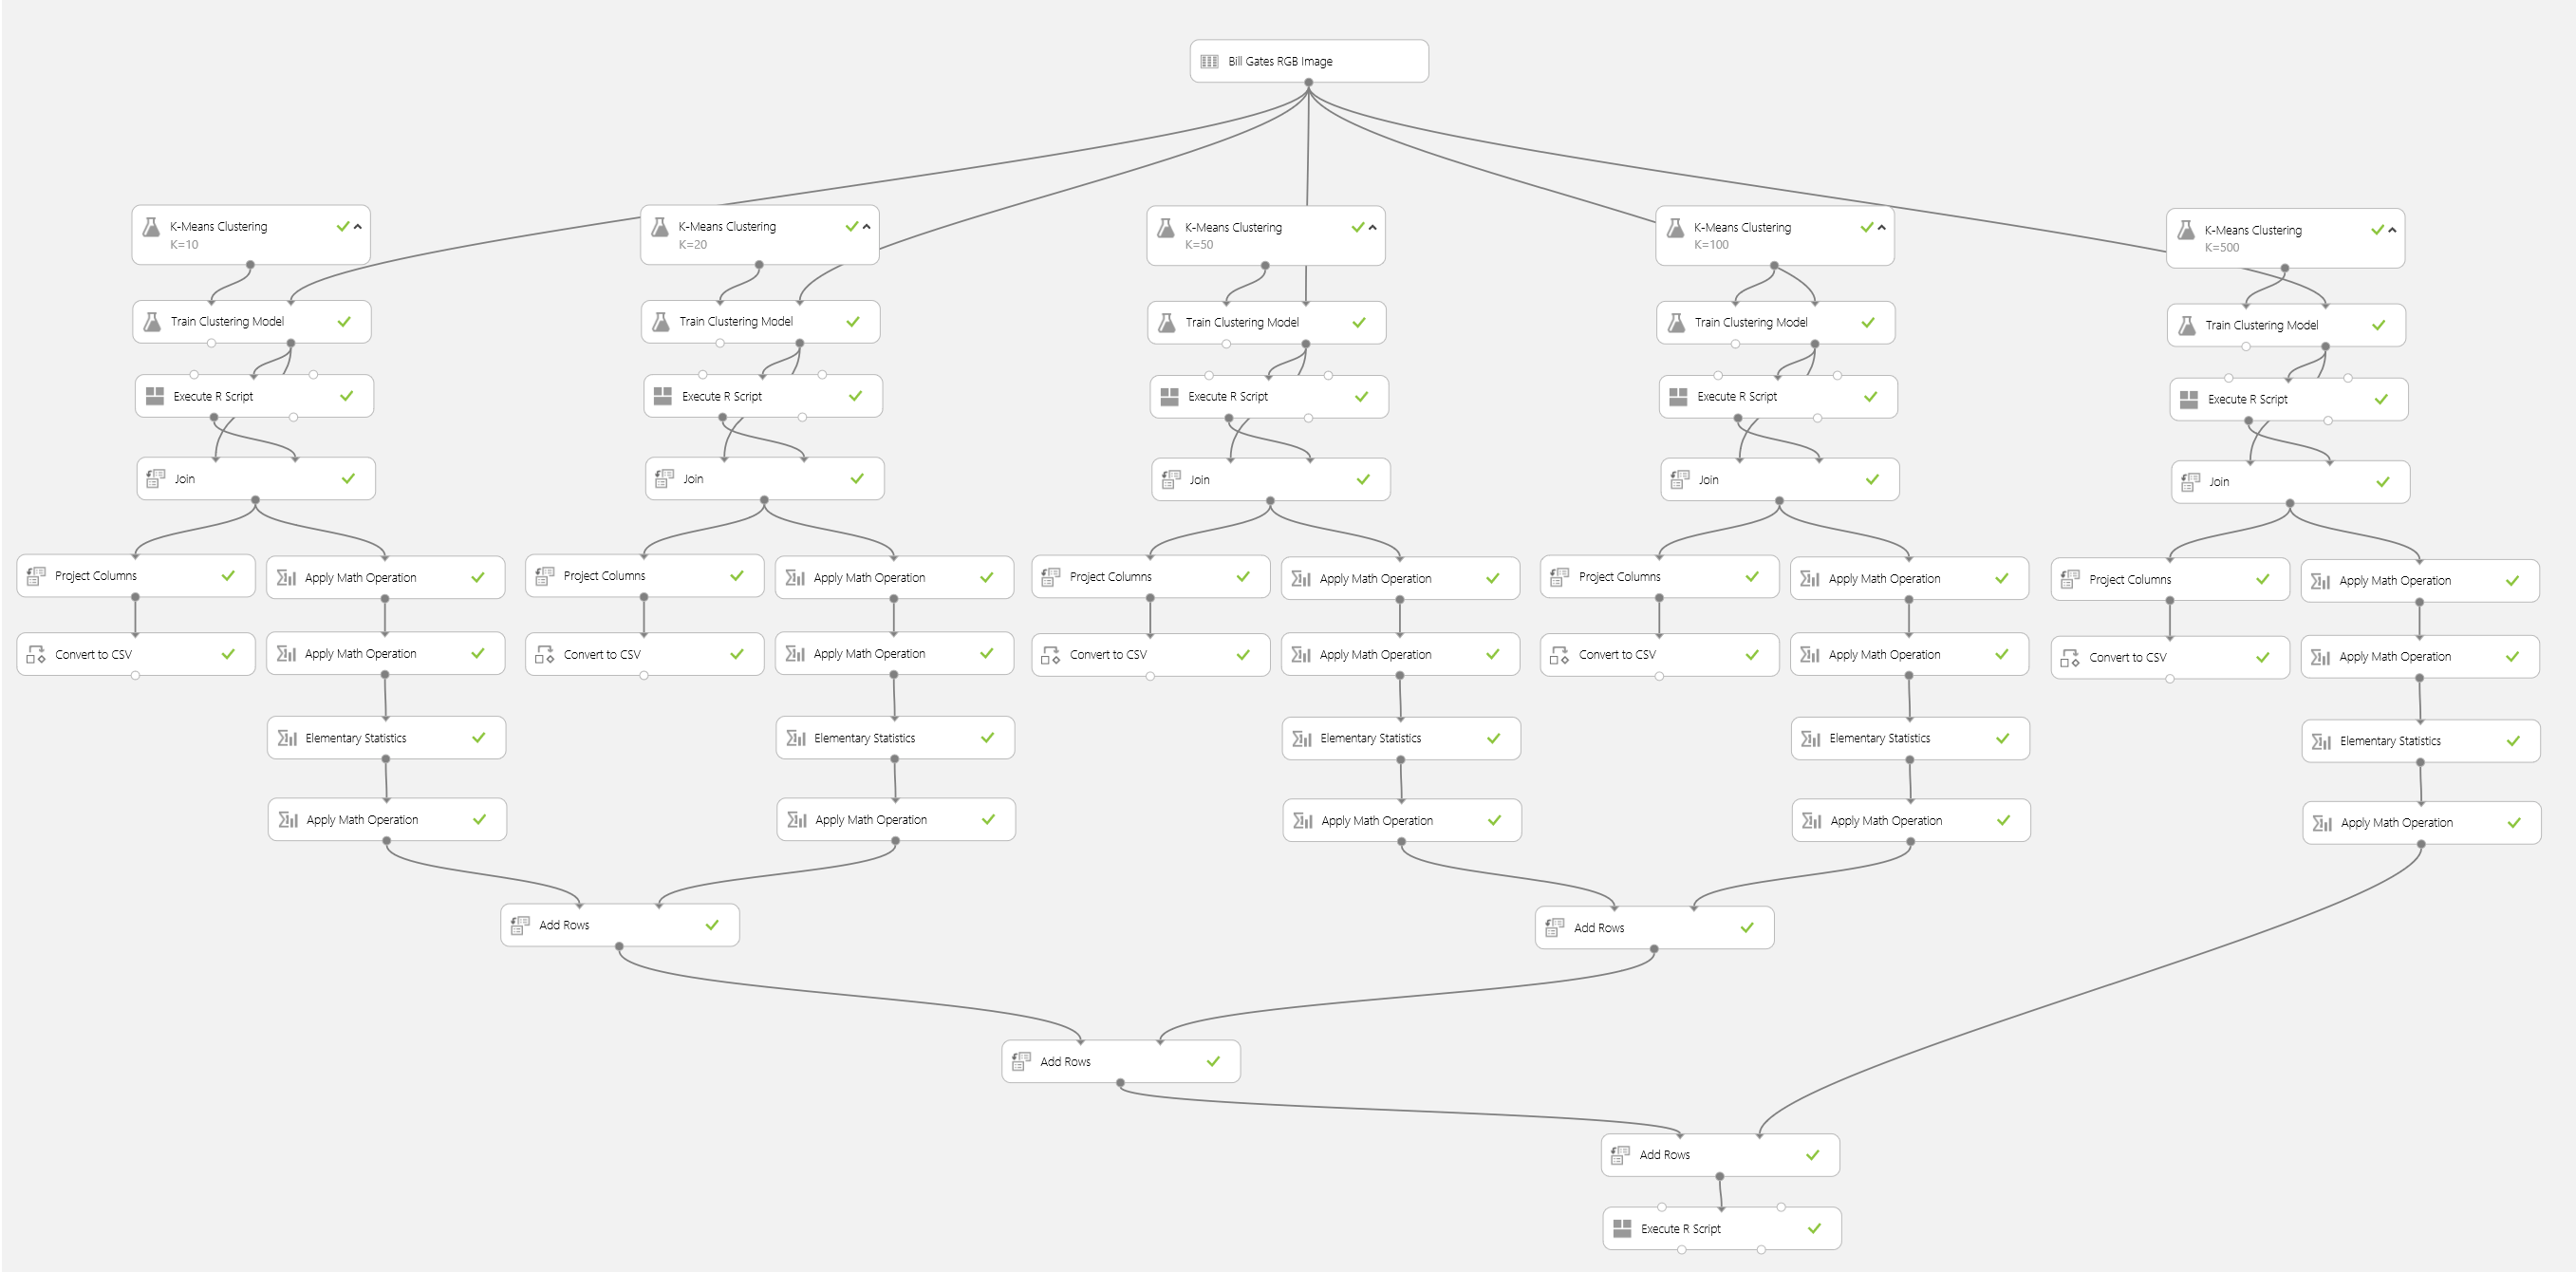 Bill Gates RGB Image
K-Means Clustering
K=10
K-Means Clustering
K=20
K-Means Clustering
K=50
K-Means Clustering
K=100
K-Means Clustering
K=500
Train Clustering Model
Train Clustering Model
Train Clustering Model
Train Clustering Model
Train Clustering Model
Execute R Script
Execute R Script
Execute R Script
Execute R Script
Execute R Script
Join
Join
Join
Join
Join
Project Columns
Apply Math Operation
Project Columns
Apply Math Operation
Project Columns
Apply Math Operation
Project Columns
Apply Math Operation
Project Columns
Apply Math Operation
Convert to CSV
Apply Math Operation
Convert to CSV
Apply Math Operation
Convert to CSV
Apply Math Operation
Convert to CSV
Apply Math Operation
Convert to CSV
Apply Math Operation
Elementary Statistics
Elementary Statistics
Elementary Statistics
Elementary Statistics
Elementary Statistics
Apply Math Operation
Apply Math Operation
Apply Math Operation
Apply Math Operation
Apply Math Operation
Add Rows
Add Rows
Add Rows
Add Rows
Execute R Script